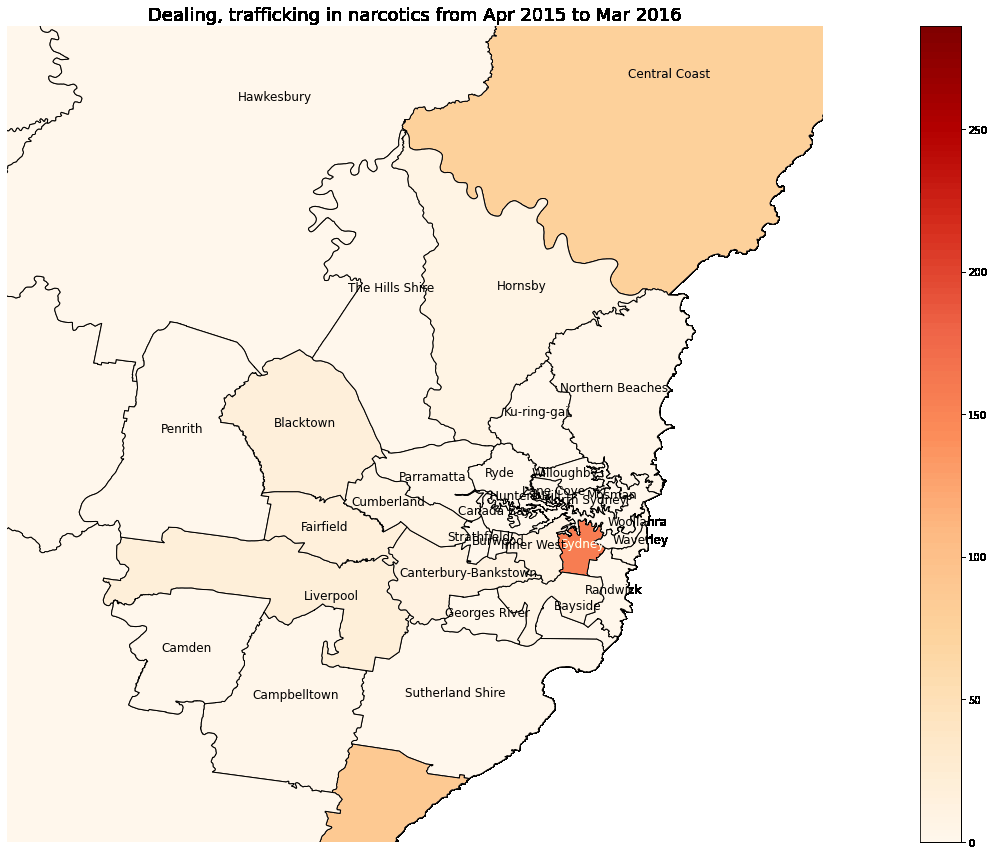 Dealing, trafficking in narcotics from Apr 2015 to Mar 2016
Central Coast
Hawkesbury
250
200
The Hills Shire
Hornsby
Northern Beaches
150
Ku-ring-gai
Blacktown
Penrith
Ryde
Willoughby
Parramatta
Lane Cove
Mosman
North Sydney
Cumberland
Canada Bay
Woollahra
Fairfield
Strathfield
Burwood
Inner West
Sydney
Waverley
100
Canterbury-Bankstown
Liverpool
Randwick
Bayside
Georges River
Camden
Campbelltown
Sutherland Shire
50
0